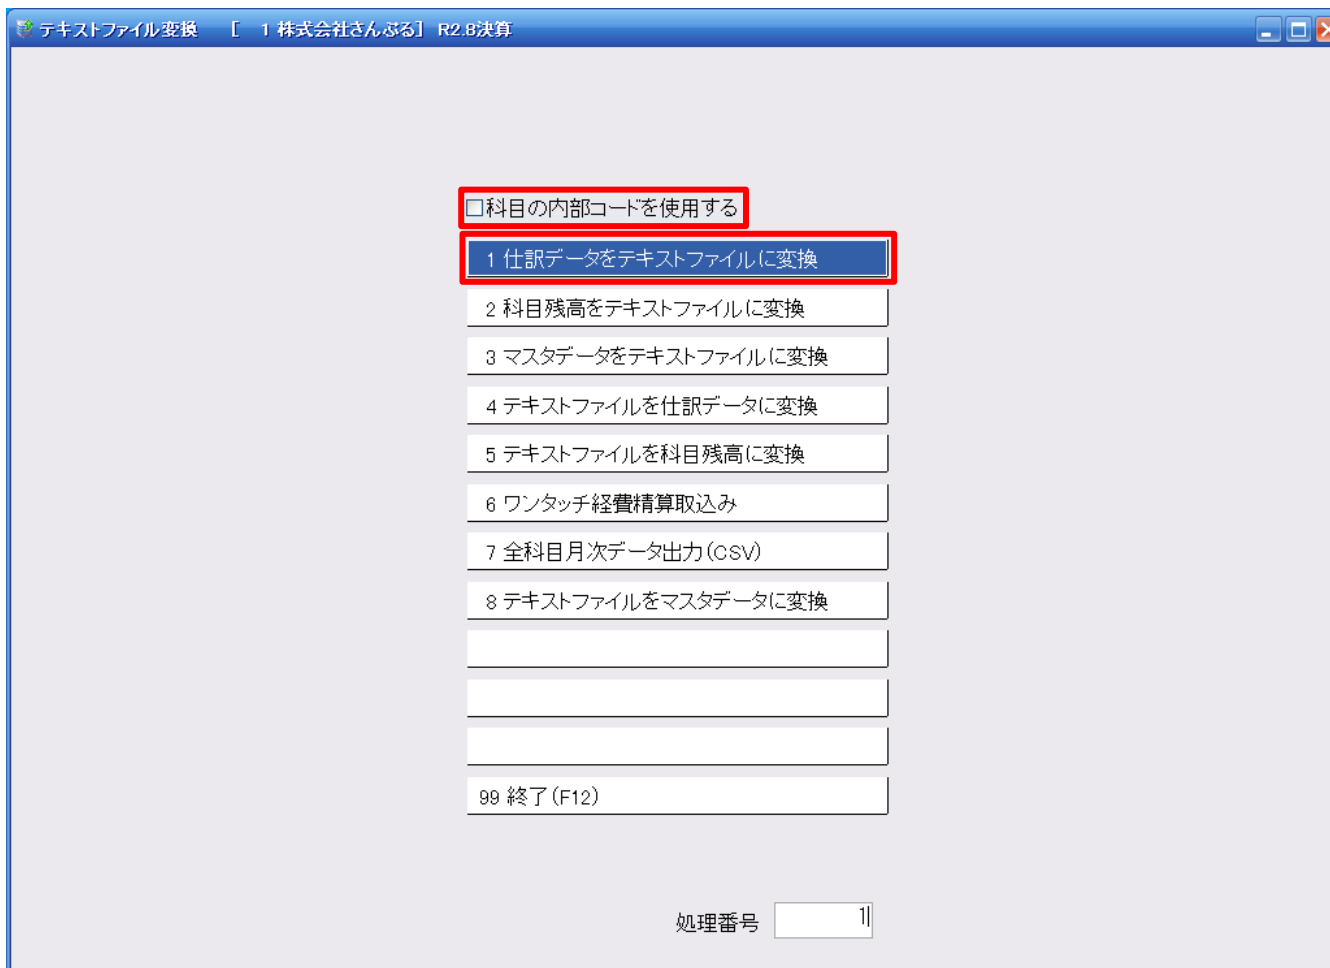 テキストファイル変換 [ 1 株式会社さんぷる] R2.8決算
科目の内部コードを使用する
1 仕訳データをテキストファイルに変換
2 科目残高をテキストファイルに変換
3 マスタデータをテキストファイルに変換
4 テキストファイルを仕訳データに変換
5 テキストファイルを科目残高に変換
6 ワンタッチ経費精算取込み
7 全科目月次データ出力(CSV)
8 テキストファイルをマスタデータに変換
99 終了(F12)
処理番号 1